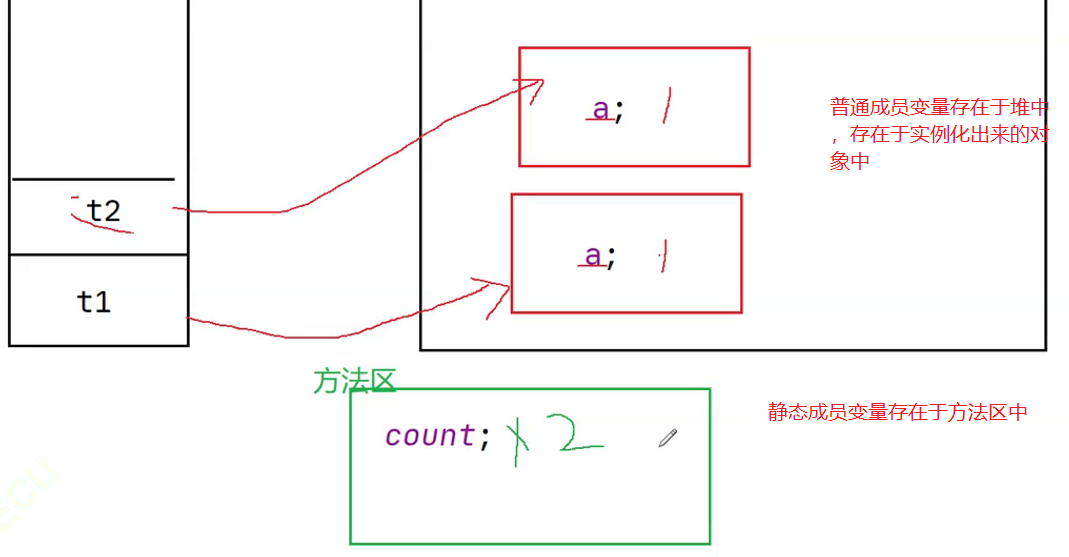 a; 1
普通成员变量存在于堆中
，存在于实例化出来的对
象中
t2
a; 1
t1
方法区
静态成员变量存在于方法区中
count; 1 2
ECU